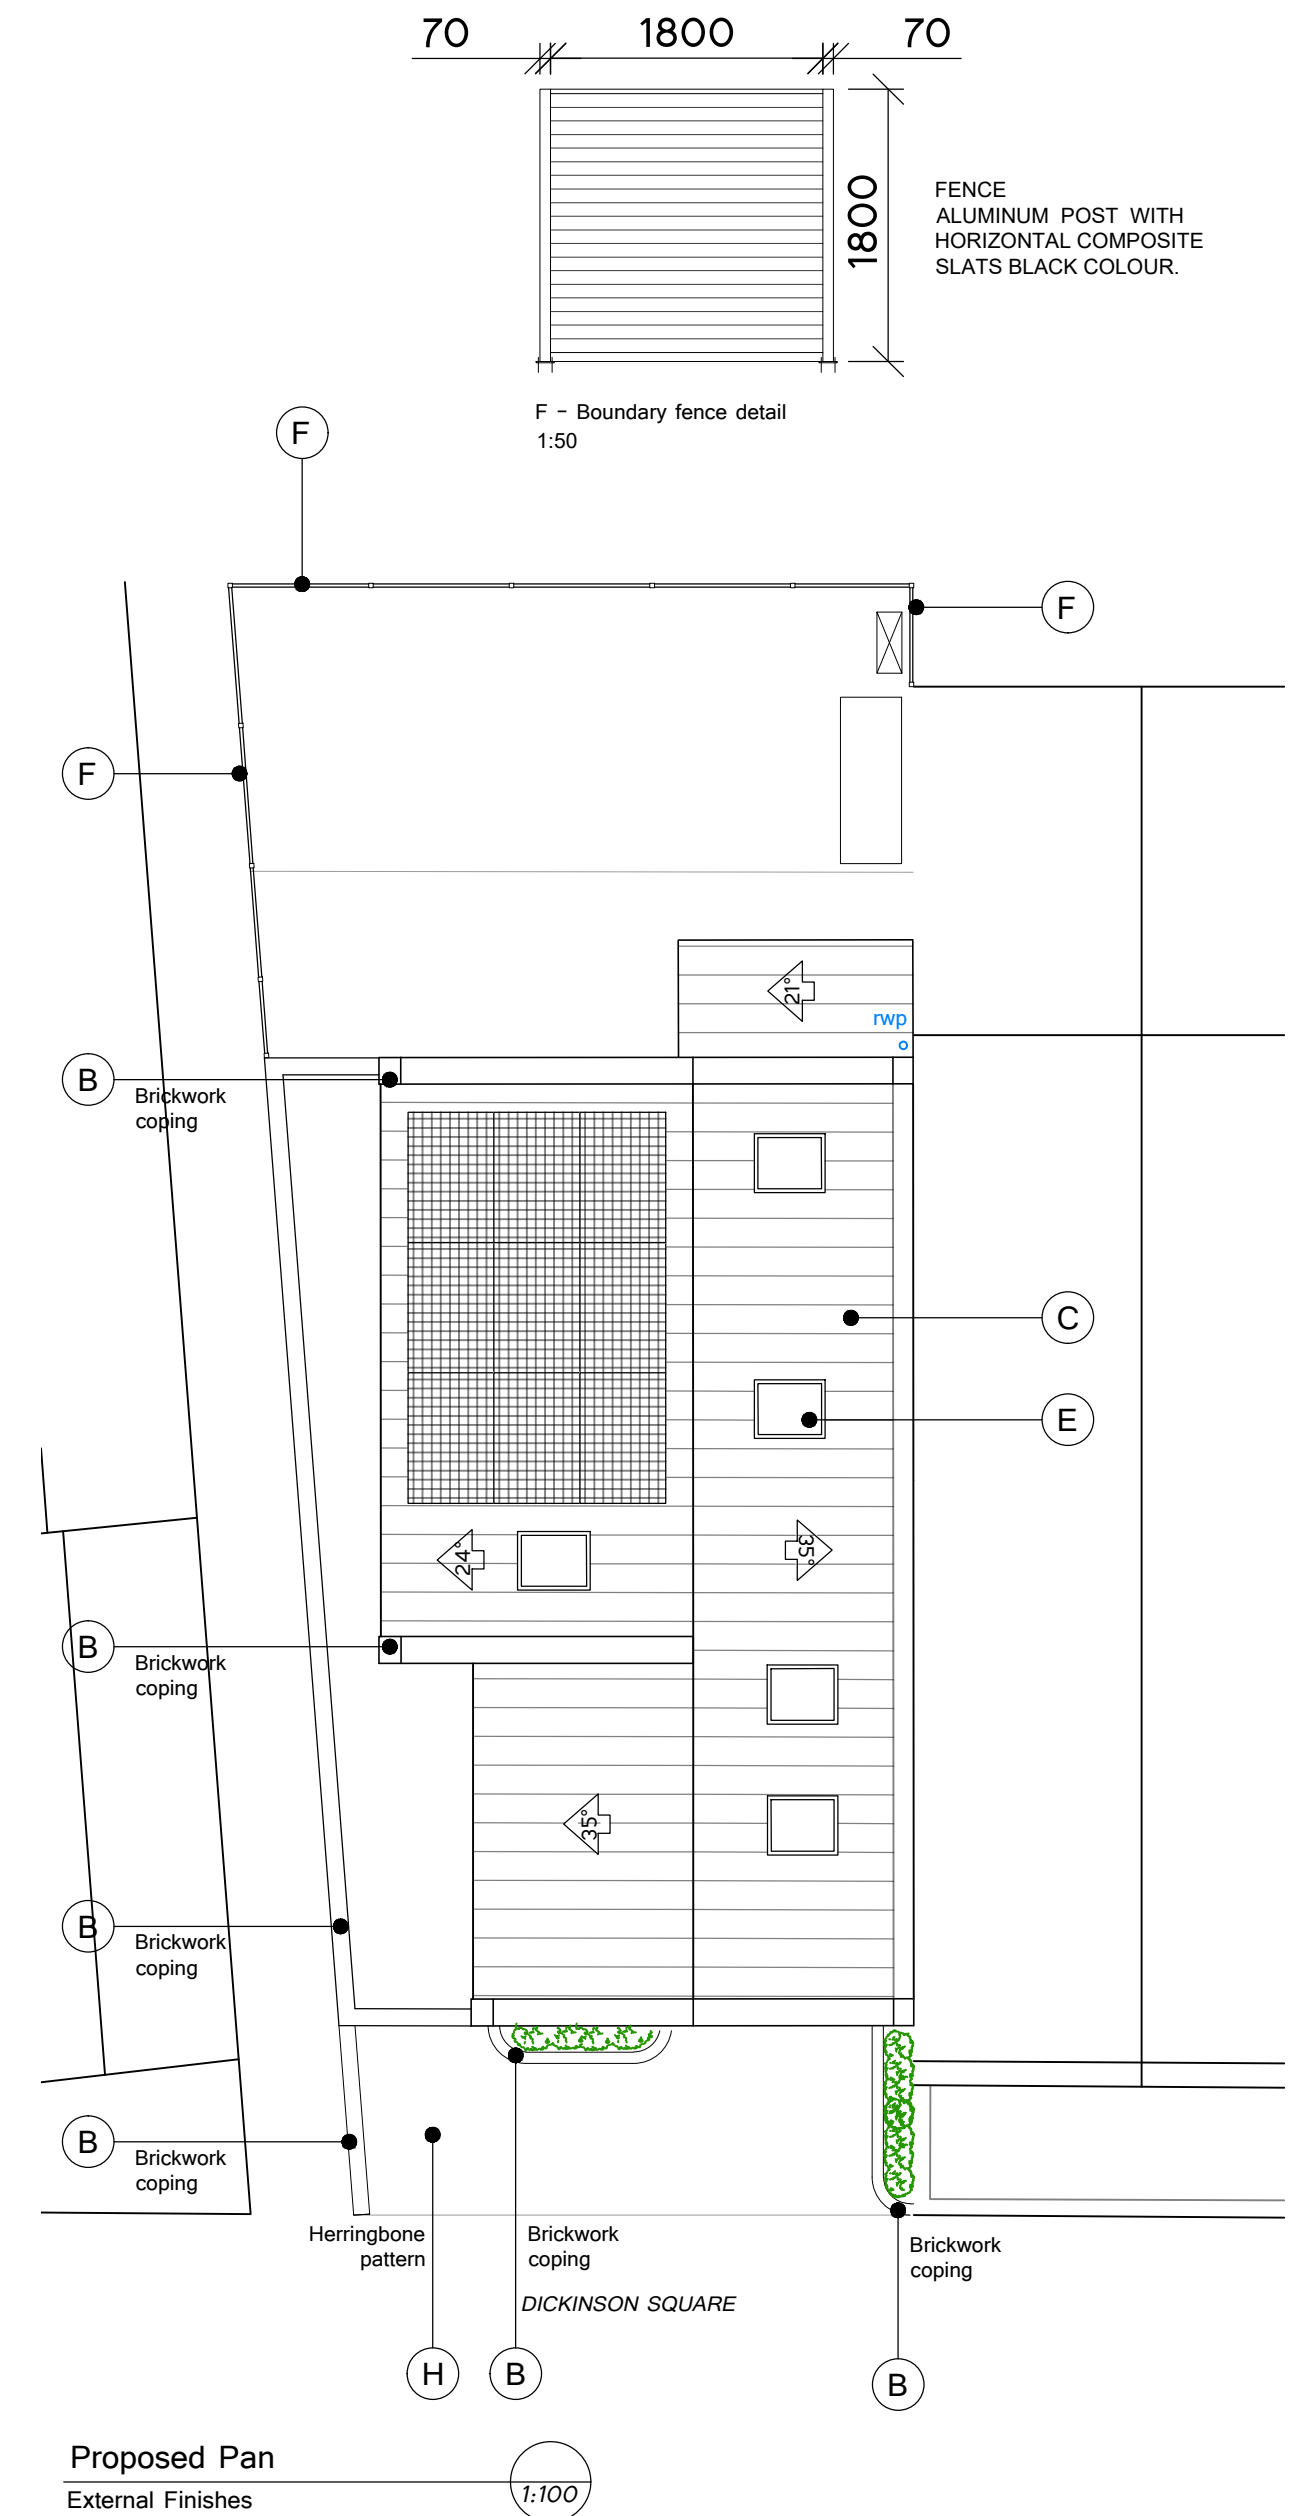 70 1800 70
1800
FENCE
ALUMINUM POST WITH
HORIZONTAL COMPOSITE
SLATS BLACK COLOUR.
F - Boundary fence detail
1:50
F
F
F
21°
rwp
B
Brickwork
coping
C
E
24°
35°
B
Brickwork
coping
35°
B
Brickwork
coping
B
Brickwork
coping
Herringbone
pattern
Brickwork
coping
Brickwork
coping
DICKINSON SQUARE
H
B
B
Proposed Pan
External Finishes
1:100